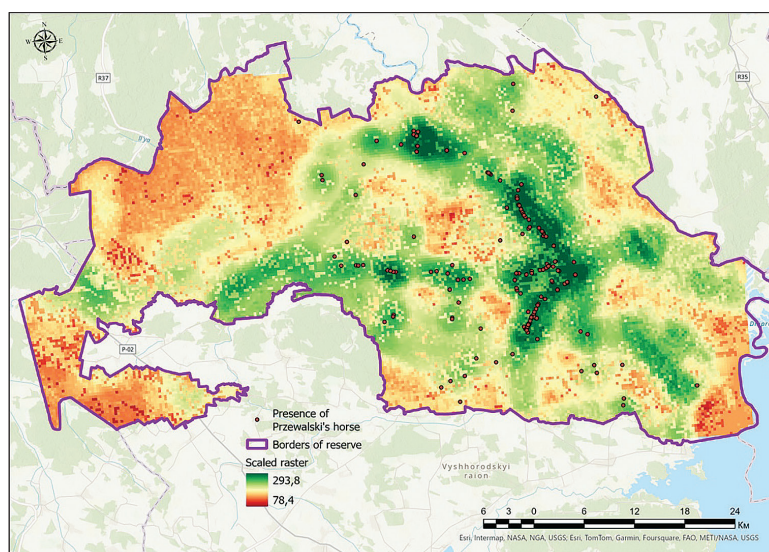 N
W E
S
R37
R35
P-02
Presence of
Przewalski's horse
Borders of reserve
Scaled raster
293,8
78,4
Vyshhorodskyi
raion
6 3 0 6 12 18 24
Км
Esri, Intermap, NASA, NGA, USGS; Esri, TomTom, Garmin, Foursquare, FAO, METI/NASA, USGS